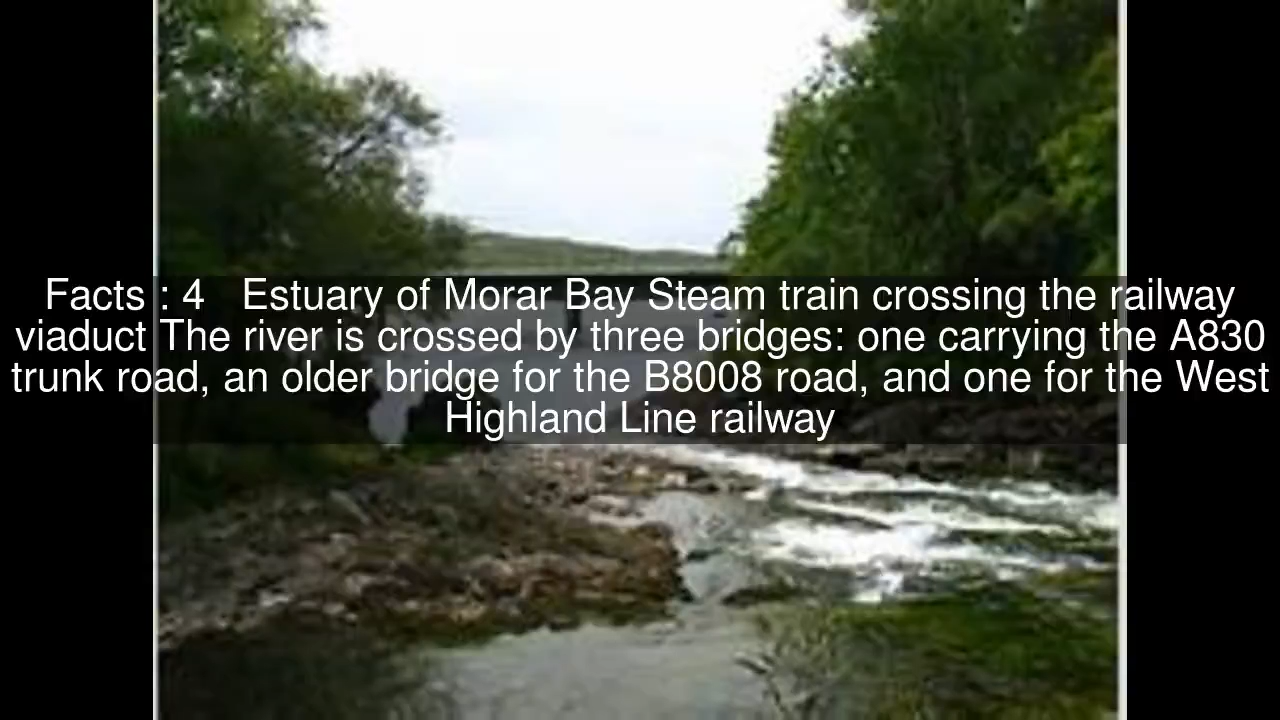 Facts : 4   Estuary of Morar Bay Steam train crossing the railway
viaduct The river is crossed by three bridges: one carrying the A830
trunk road, an older bridge for the B8008 road, and one for the West
Highland Line railway